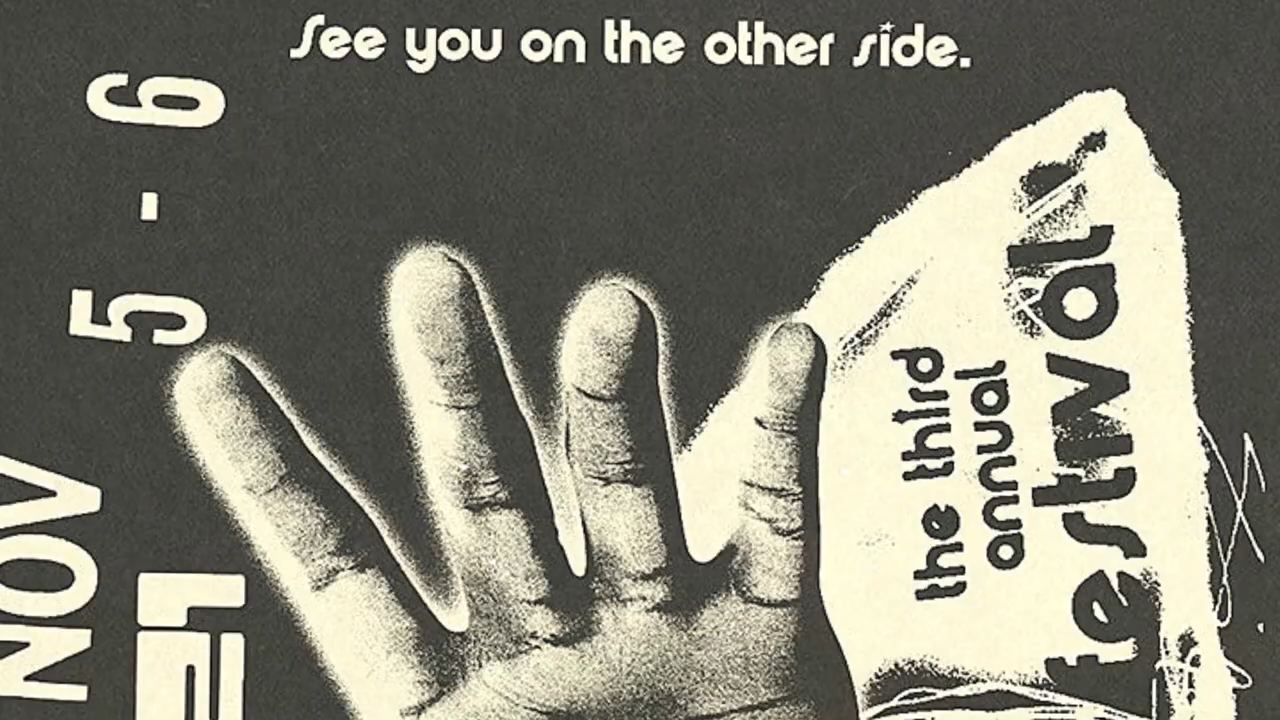 See you on the other side.
NOV 5 - 6
the third
annual
festival